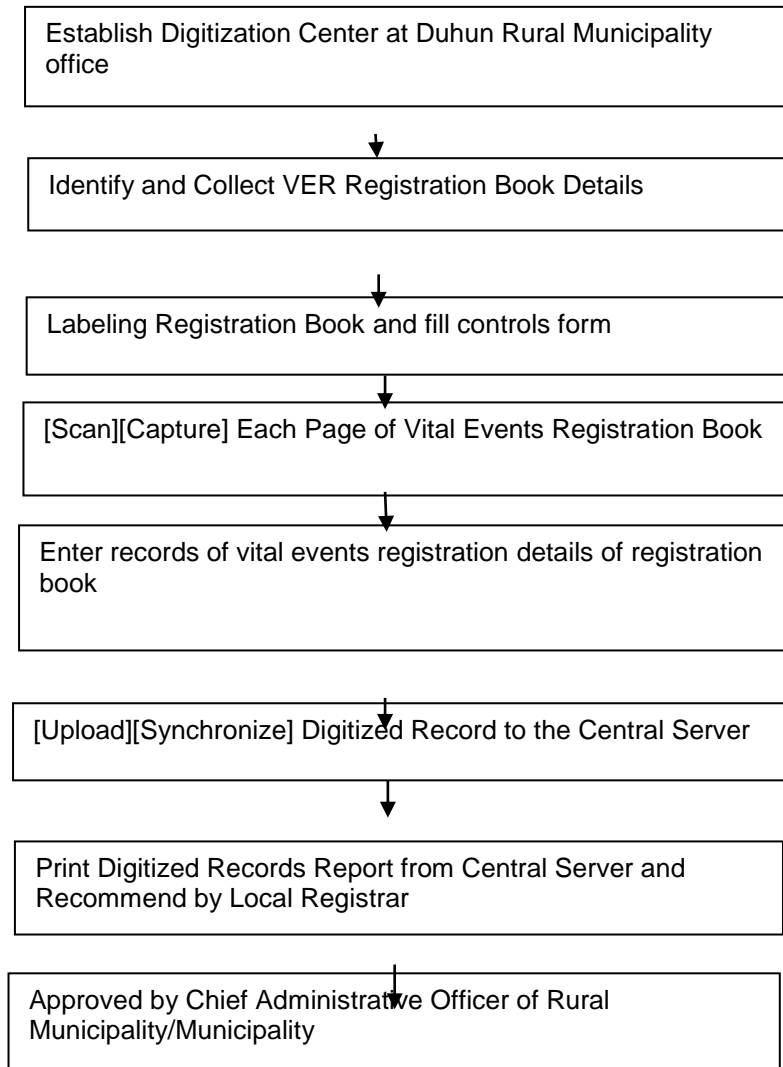 Establish Digitization Center at Duhun Rural Municipality
office
Identify and Collect VER Registration Book Details
Labeling Registration Book and fill controls form
[Scan][Capture] Each Page of Vital Events Registration Book
Enter records of vital events registration details of registration
book
[Upload][Synchronize] Digitized Record to the Central Server
Print Digitized Records Report from Central Server and
Recommend by Local Registrar
Approved by Chief Administrative Officer of Rural
Municipality/Municipality